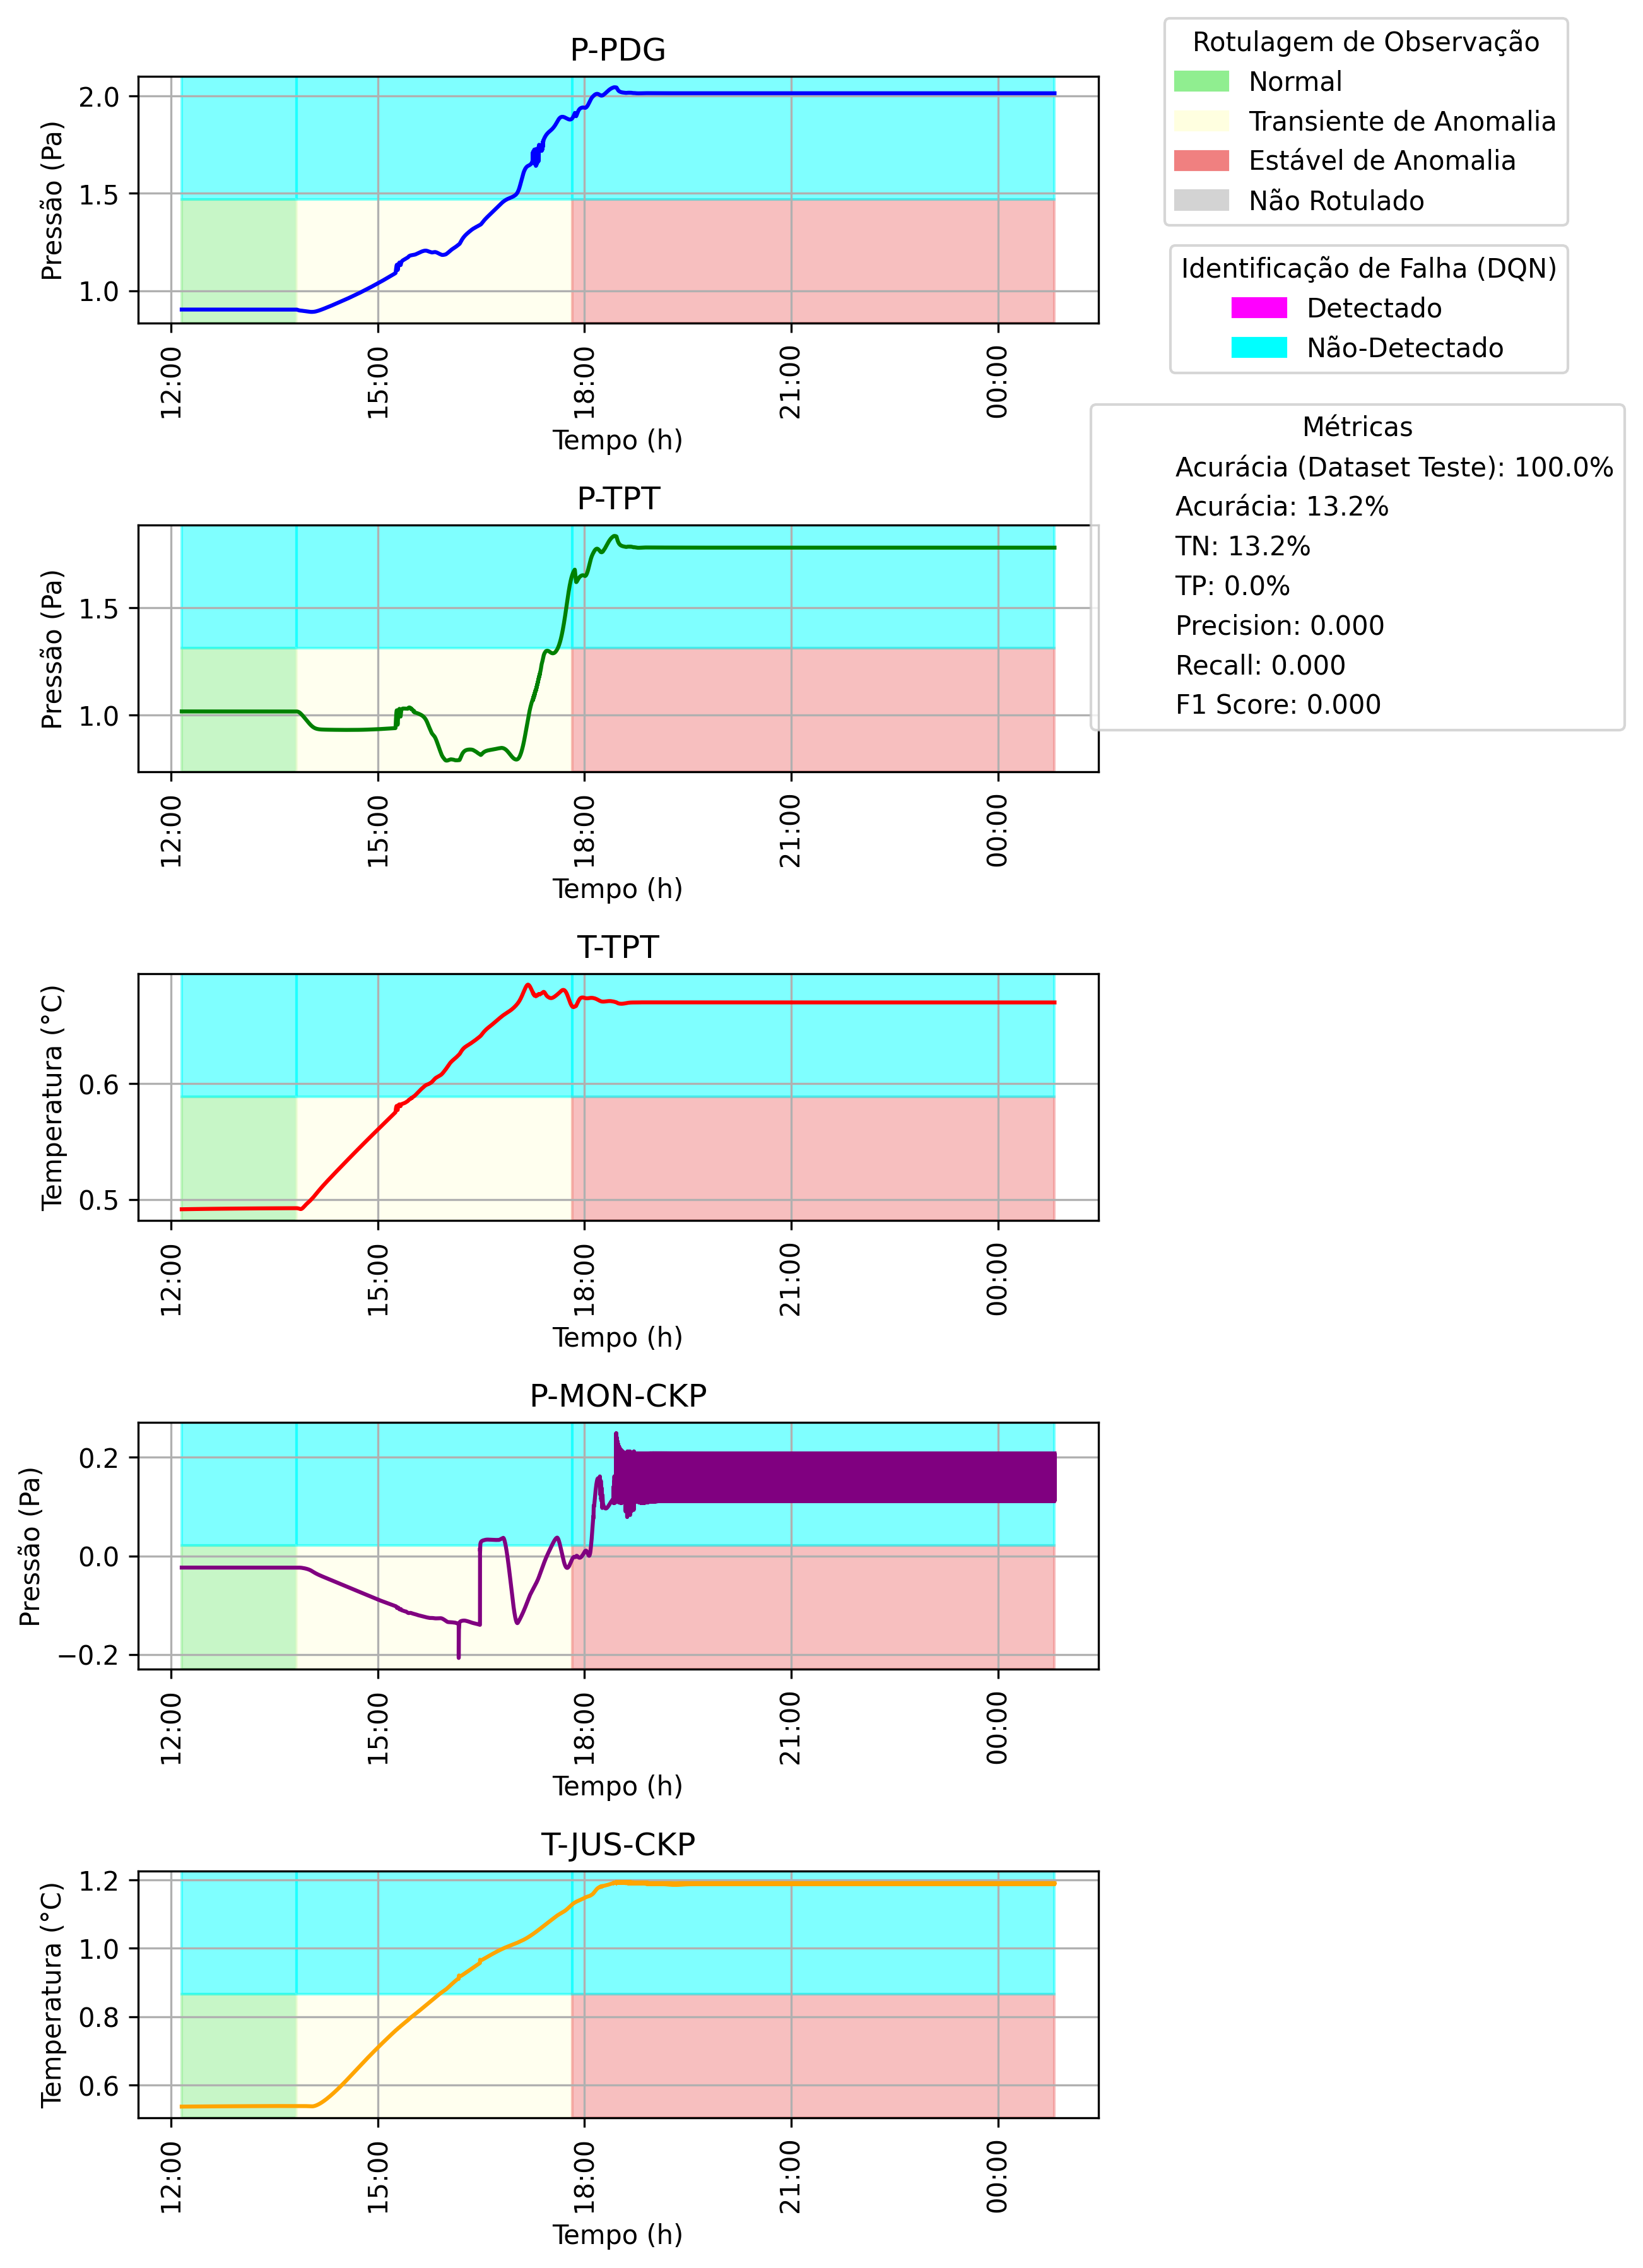 P-PDG
Pressão (Pa)
2.0
1.5
1.0
12:00
15:00
18:00
21:00
00:00
Tempo (h)
Rotulagem de Observação
Normal
Transiente de Anomalia
Estável de Anomalia
Não Rotulado
Identificação de Falha (DQN)
Detectado
Não-Detectado
Métricas
Acurácia (Dataset Teste): 100.0%
Acurácia: 13.2%
TN: 13.2%
TP: 0.0%
Precision: 0.000
Recall: 0.000
F1 Score: 0.000
P-TPT
Pressão (Pa)
1.5
1.0
12:00
15:00
18:00
21:00
00:00
Tempo (h)
T-TPT
Temperatura (°C)
0.6
0.5
12:00
15:00
18:00
21:00
00:00
Tempo (h)
P-MON-CKP
Pressão (Pa)
0.2
0.0
−0.2
12:00
15:00
18:00
21:00
00:00
Tempo (h)
T-JUS-CKP
Temperatura (°C)
1.2
1.0
0.8
0.6
12:00
15:00
18:00
21:00
00:00
Tempo (h)